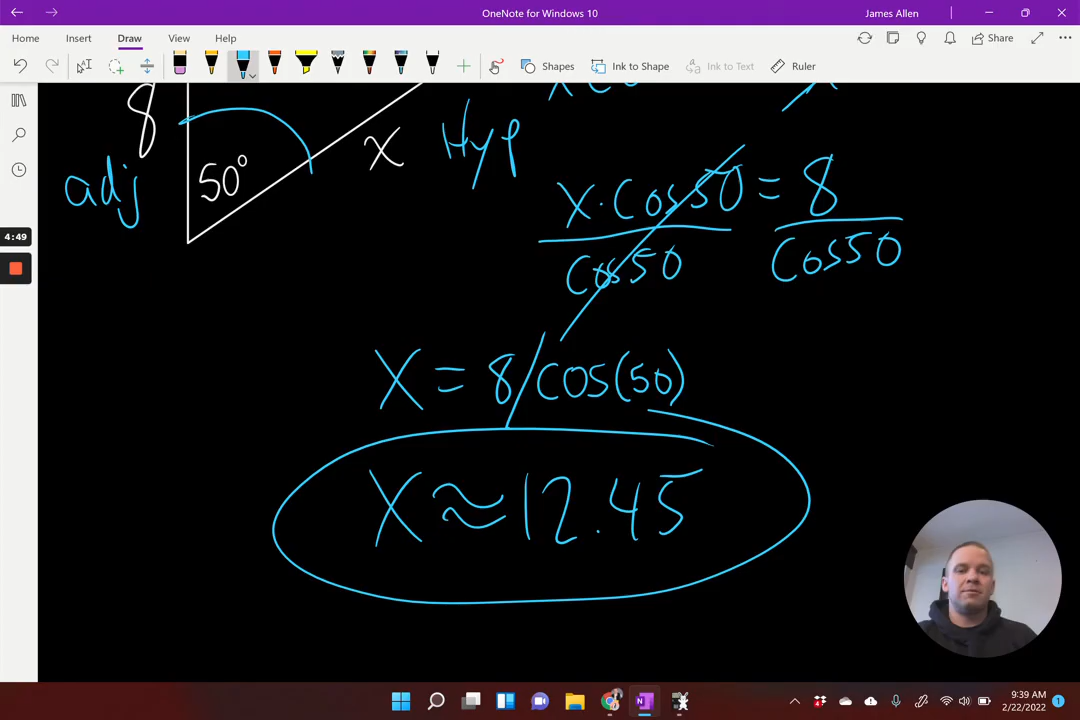 OneNote for Windows 10
James Allen
Home Insert Draw View Help
Share
Shapes Ink to Shape Ink to Text Ruler
8
adj
50°
x
Hyp
x·Cos50 = 8
Cos50 Cos50
4:49
X = 8/cos(50)
X ≈ 12.45
9:39 AM
2/22/2022
1